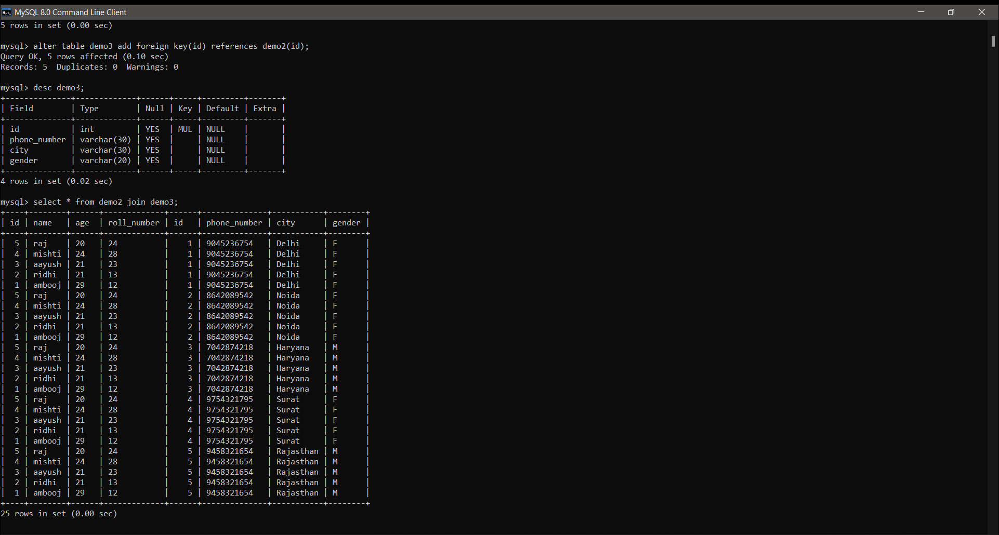 MySQL 8.0 Command Line Client
5 rows in set (0.00 sec)
mysql> alter table demo3 add foreign key(id) references demo2(id);
Query OK, 5 rows affected (0.10 sec)
Records: 5  Duplicates: 0  Warnings: 0
mysql> desc demo3;
+--------------+-------------+------+-----+---------+-------+
| Field        | Type        | Null | Key | Default | Extra |
+--------------+-------------+------+-----+---------+-------+
| id           | int         | YES  | MUL | NULL    |       |
| phone_number | varchar(30) | YES  |     | NULL    |       |
| city         | varchar(30) | YES  |     | NULL    |       |
| gender       | varchar(20) | YES  |     | NULL    |       |
+--------------+-------------+------+-----+---------+-------+
4 rows in set (0.02 sec)
mysql> select * from demo2 join demo3;
+----+--------+------+-------------+------+--------------+-----------+--------+
| id | name   | age  | roll_number | id   | phone_number | city      | gender |
+----+--------+------+-------------+------+--------------+-----------+--------+
|  5 | raj    | 20   | 24          |    1 | 9045236754   | Delhi     | F      |
|  4 | mishti | 24   | 28          |    1 | 9045236754   | Delhi     | F      |
|  3 | aayush | 21   | 23          |    1 | 9045236754   | Delhi     | F      |
|  2 | ridhi  | 21   | 13          |    1 | 9045236754   | Delhi     | F      |
|  1 | ambooj | 29   | 12          |    1 | 9045236754   | Delhi     | F      |
|  5 | raj    | 20   | 24          |    2 | 8642089542   | Noida     | F      |
|  4 | mishti | 24   | 28          |    2 | 8642089542   | Noida     | F      |
|  3 | aayush | 21   | 23          |    2 | 8642089542   | Noida     | F      |
|  2 | ridhi  | 21   | 13          |    2 | 8642089542   | Noida     | F      |
|  1 | ambooj | 29   | 12          |    2 | 8642089542   | Noida     | F      |
|  5 | raj    | 20   | 24          |    3 | 7042874218   | Haryana   | M      |
|  4 | mishti | 24   | 28          |    3 | 7042874218   | Haryana   | M      |
|  3 | aayush | 21   | 23          |    3 | 7042874218   | Haryana   | M      |
|  2 | ridhi  | 21   | 13          |    3 | 7042874218   | Haryana   | M      |
|  1 | ambooj | 29   | 12          |    3 | 7042874218   | Haryana   | M      |
|  5 | raj    | 20   | 24          |    4 | 9754321795   | Surat     | F      |
|  4 | mishti | 24   | 28          |    4 | 9754321795   | Surat     | F      |
|  3 | aayush | 21   | 23          |    4 | 9754321795   | Surat     | F      |
|  2 | ridhi  | 21   | 13          |    4 | 9754321795   | Surat     | F      |
|  1 | ambooj | 29   | 12          |    4 | 9754321795   | Surat     | F      |
|  5 | raj    | 20   | 24          |    5 | 9458321654   | Rajasthan | M      |
|  4 | mishti | 24   | 28          |    5 | 9458321654   | Rajasthan | M      |
|  3 | aayush | 21   | 23          |    5 | 9458321654   | Rajasthan | M      |
|  2 | ridhi  | 21   | 13          |    5 | 9458321654   | Rajasthan | M      |
|  1 | ambooj | 29   | 12          |    5 | 9458321654   | Rajasthan | M      |
+----+--------+------+-------------+------+--------------+-----------+--------+
25 rows in set (0.00 sec)